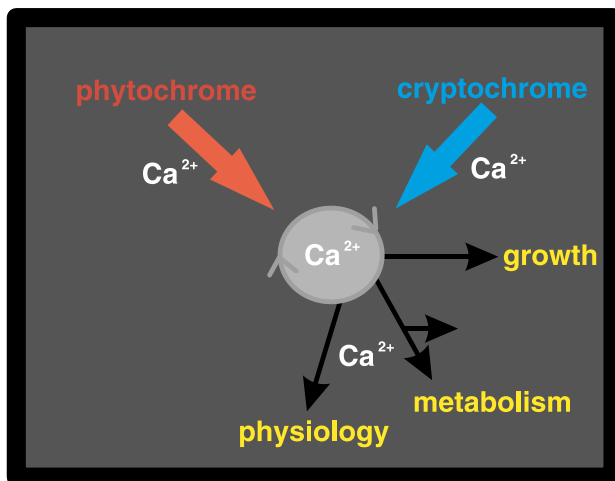 phytochrome
cryptochrome
Ca²⁺
Ca²⁺
Ca²⁺
growth
Ca²⁺
metabolism
physiology